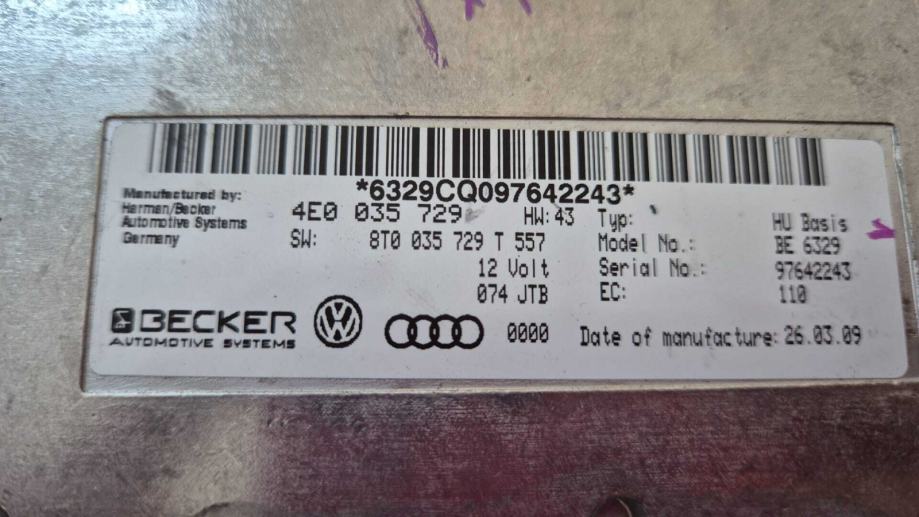 *6329CQ097642243*
Manufactured by:
Harman/Becker
Automotive Systems
Germany
4E0 035 729 HW:43
SW: 8T0 035 729 T 557
12 Volt
074 JTB
Typ: HU Basis
Model No.: BE 6329
Serial No.: 97642243
EC: 110
BECKER
AUTOMOTIVE SYSTEMS
0000 Date of manufacture: 26.03.09